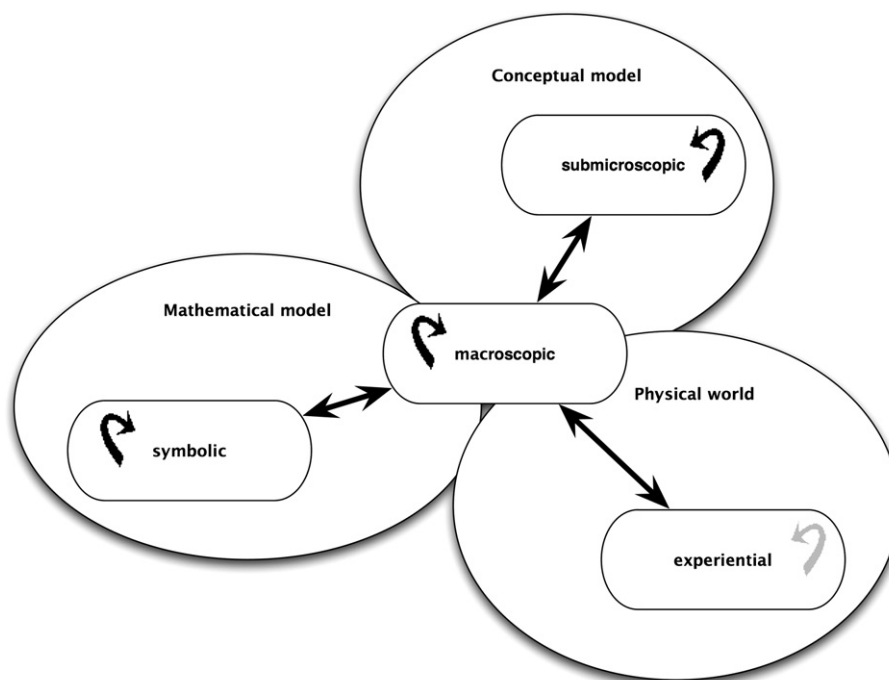 Conceptual model
submicroscopic
Mathematical model
macroscopic
Physical world
symbolic
experiential